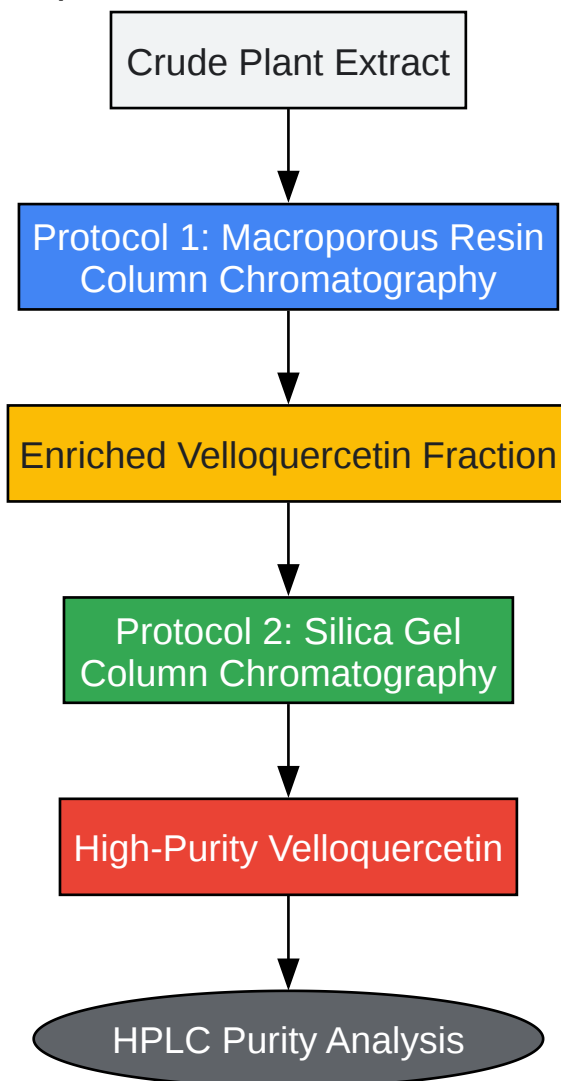 Crude Plant Extract
Protocol 1: Macroporous Resin
Column Chromatography
Enriched Velloquercetin Fraction
Protocol 2: Silica Gel
Column Chromatography
High-Purity Velloquercetin
HPLC Purity Analysis